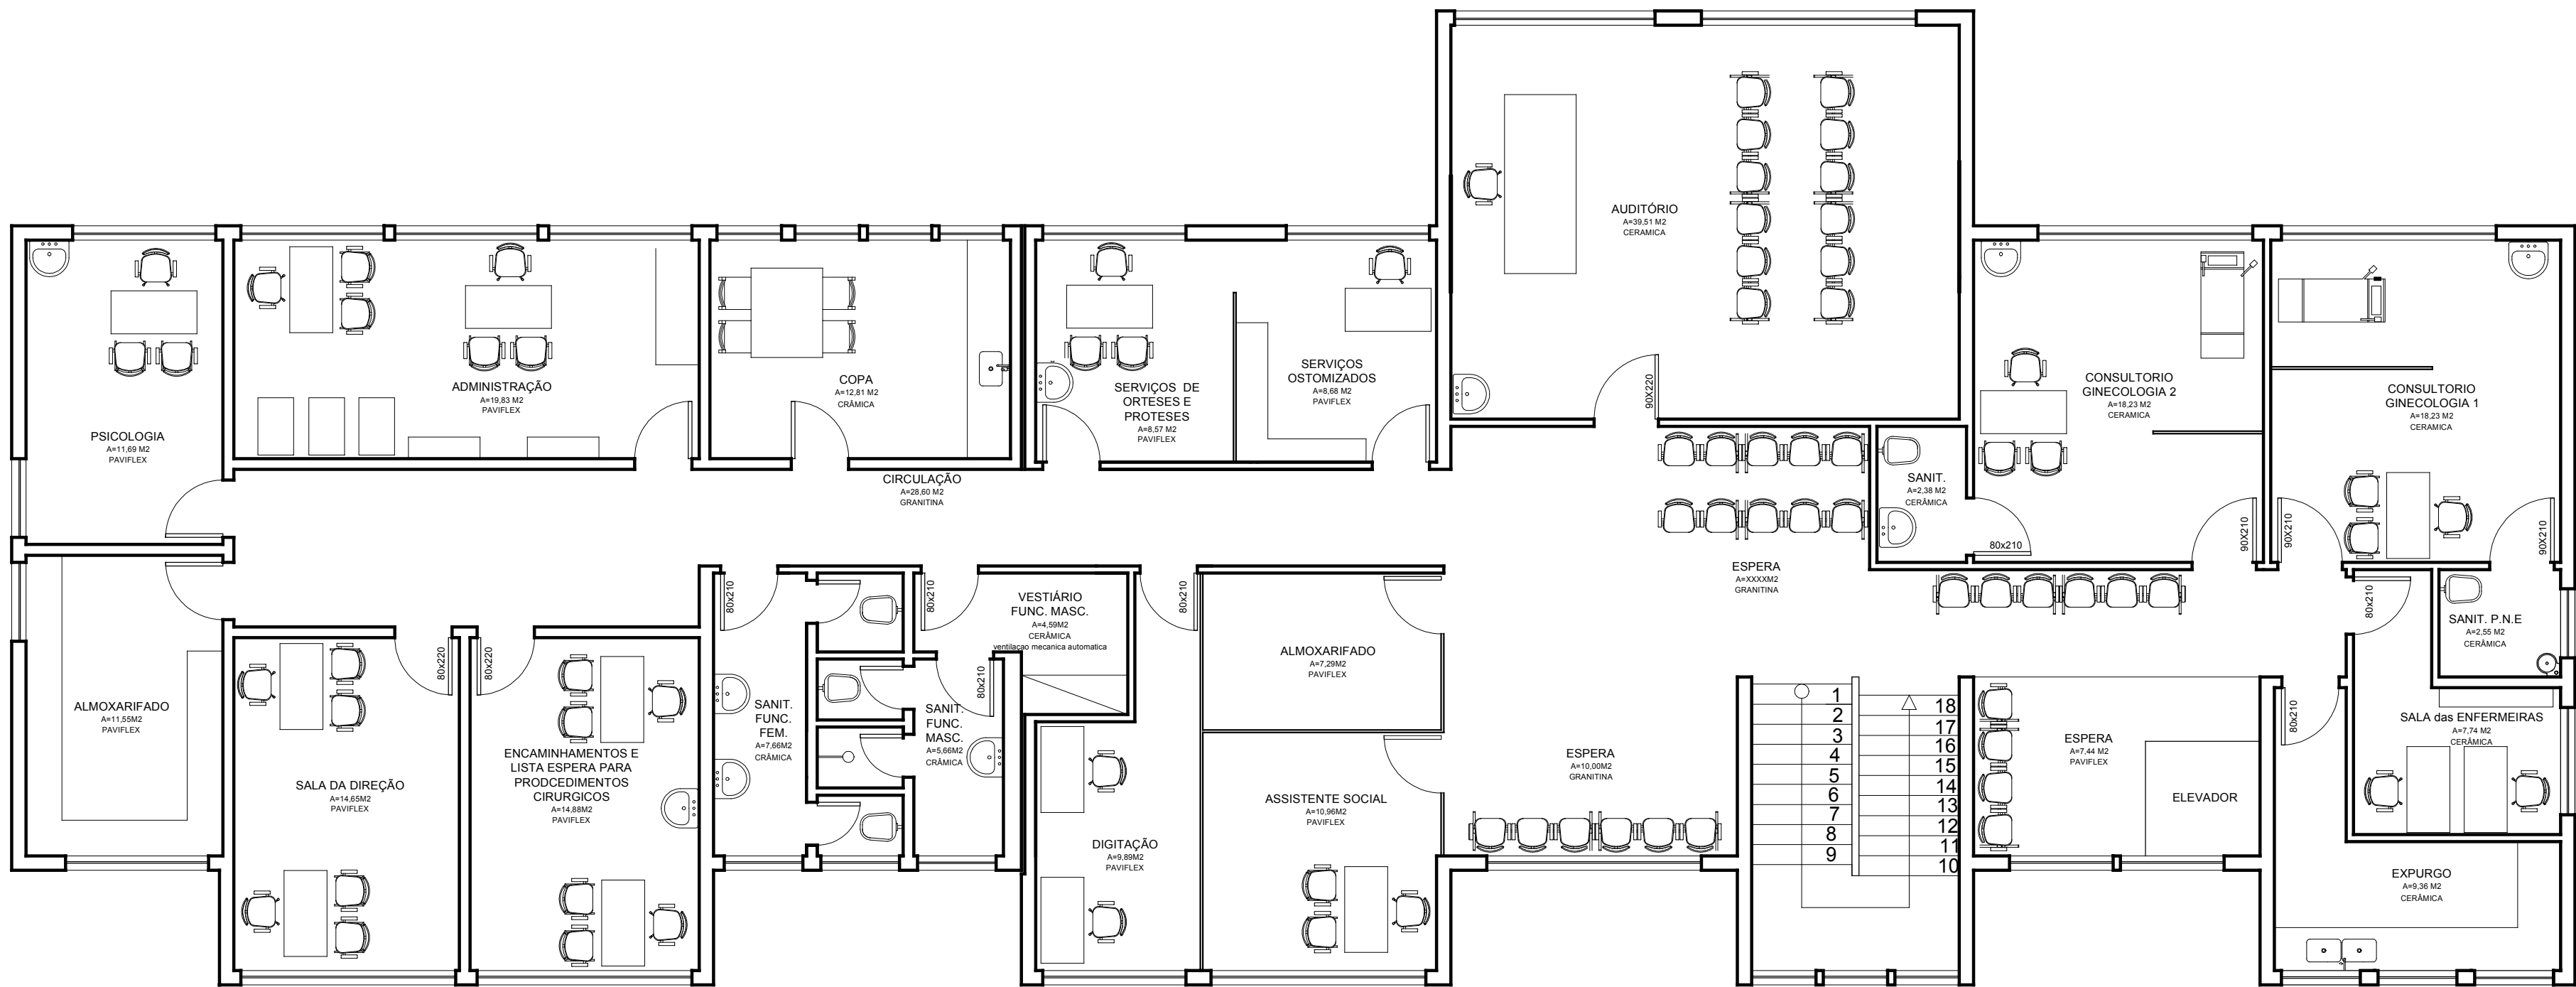 AUDITÓRIO
A=39,51 M2
CERAMICA
90X220
PSICOLOGIA
A=11,69 M2
PAVIFLEX
ADMINISTRAÇÃO
A=19,83 M2
PAVIFLEX
COPA
A=12,81 M2
CRÂMICA
SERVIÇOS DE
ORTESES E
PROTESES
A=8,57 M2
PAVIFLEX
SERVIÇOS
OSTOMIZADOS
A=8,68 M2
PAVIFLEX
CONSULTORIO
GINECOLOGIA 2
A=18,23 M2
CERAMICA
90X210
CONSULTORIO
GINECOLOGIA 1
A=18,23 M2
CERAMICA
90X210
90X210
CIRCULAÇÃO
A=28,60 M2
GRANITINA
SANIT.
A=2,38 M2
CERÂMICA
80x210
ESPERA
A=XXXXM2
GRANITINA
ALMOXARIFADO
A=11,55M2
PAVIFLEX
SALA DA DIREÇÃO
A=14,65M2
PAVIFLEX
80x220
80x220
ENCAMINHAMENTOS E
LISTA ESPERA PARA
PRODCEDIMENTOS
CIRURGICOS
A=14,88M2
PAVIFLEX
80x210
SANIT.
FUNC.
FEM.
A=7,66M2
CRÂMICA
80x210
VESTIÁRIO
FUNC. MASC.
A=4,59M2
CERÂMICA
ventilaçao mecanica automatica
80x210
SANIT.
FUNC.
MASC.
A=5,66M2
CRÂMICA
80x210
DIGITAÇÃO
A=9,89M2
PAVIFLEX
ALMOXARIFADO
A=7,29M2
PAVIFLEX
ASSISTENTE SOCIAL
A=10,96M2
PAVIFLEX
ESPERA
A=10,00M2
GRANITINA
1
2
3
4
5
6
7
8
9
18
17
16
15
14
13
12
11
10
ESPERA
A=7,44 M2
PAVIFLEX
ELEVADOR
80x210
80x210
SANIT. P.N.E
A=2,55 M2
CERÂMICA
SALA das ENFERMEIRAS
A=7,74 M2
CERÂMICA
EXPURGO
A=9,36 M2
CERÂMICA